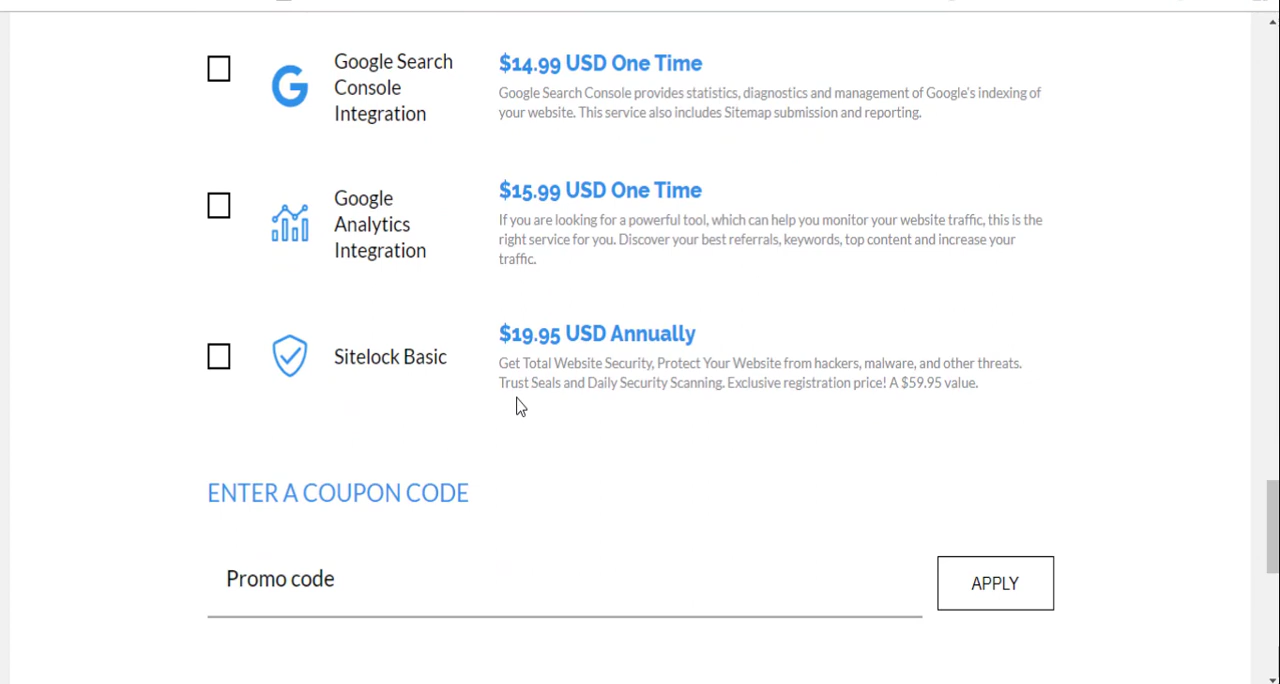 Google Search
Console
Integration
$14.99 USD One Time
Google Search Console provides statistics, diagnostics and management of Google's indexing of
your website. This service also includes Sitemap submission and reporting.
Google
Analytics
Integration
$15.99 USD One Time
If you are looking for a powerful tool, which can help you monitor your website traffic, this is the
right service for you. Discover your best referrals, keywords, top content and increase your
traffic.
Sitelock Basic
$19.95 USD Annually
Get Total Website Security, Protect Your Website from hackers, malware, and other threats.
Trust Seals and Daily Security Scanning. Exclusive registration price! A $59.95 value.
ENTER A COUPON CODE
Promo code
APPLY